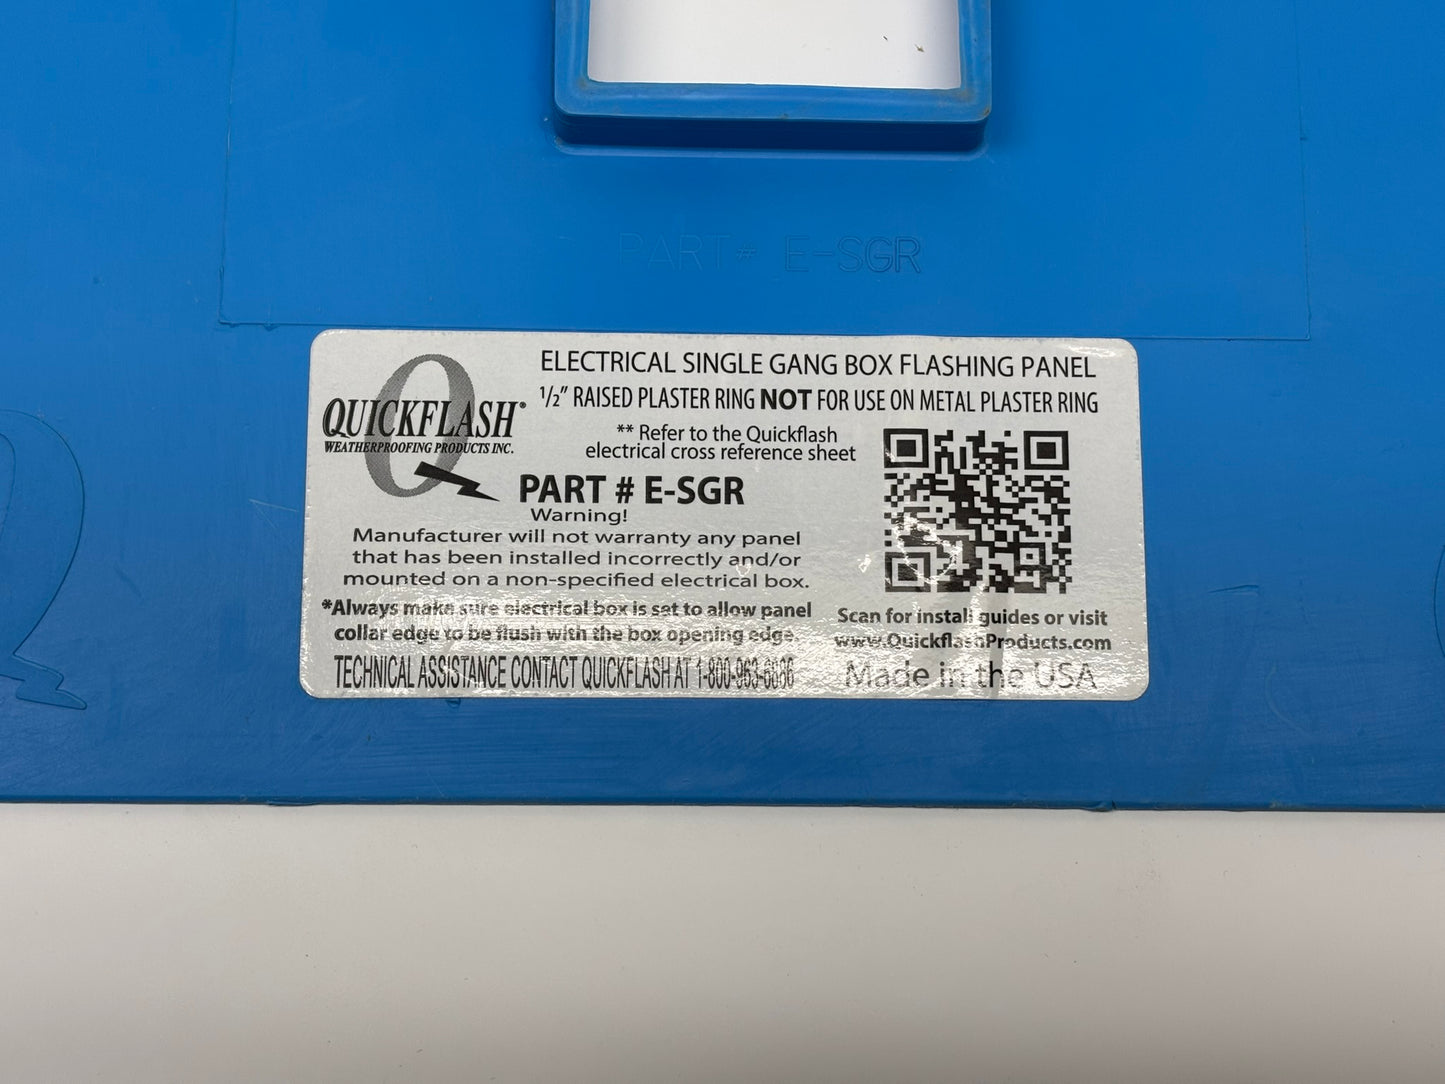 PART# E-SGR
ELECTRICAL SINGLE GANG BOX FLASHING PANEL
1/2" RAISED PLASTER RING NOT FOR USE ON METAL PLASTER RING
QUICKFLASH®
WEATHERPROOFING PRODUCTS INC.
** Refer to the Quickflash
electrical cross reference sheet
PART # E-SGR
Warning!
Manufacturer will not warranty any panel
that has been installed incorrectly and/or
mounted on a non-specified electrical box.
*Always make sure electrical box is set to allow panel
collar edge to be flush with the box opening edge.
TECHNICAL ASSISTANCE CONTACT QUICKFLASH AT 1-800-963-6886
Scan for install guides or visit
www.QuickflashProducts.com
Made in the USA